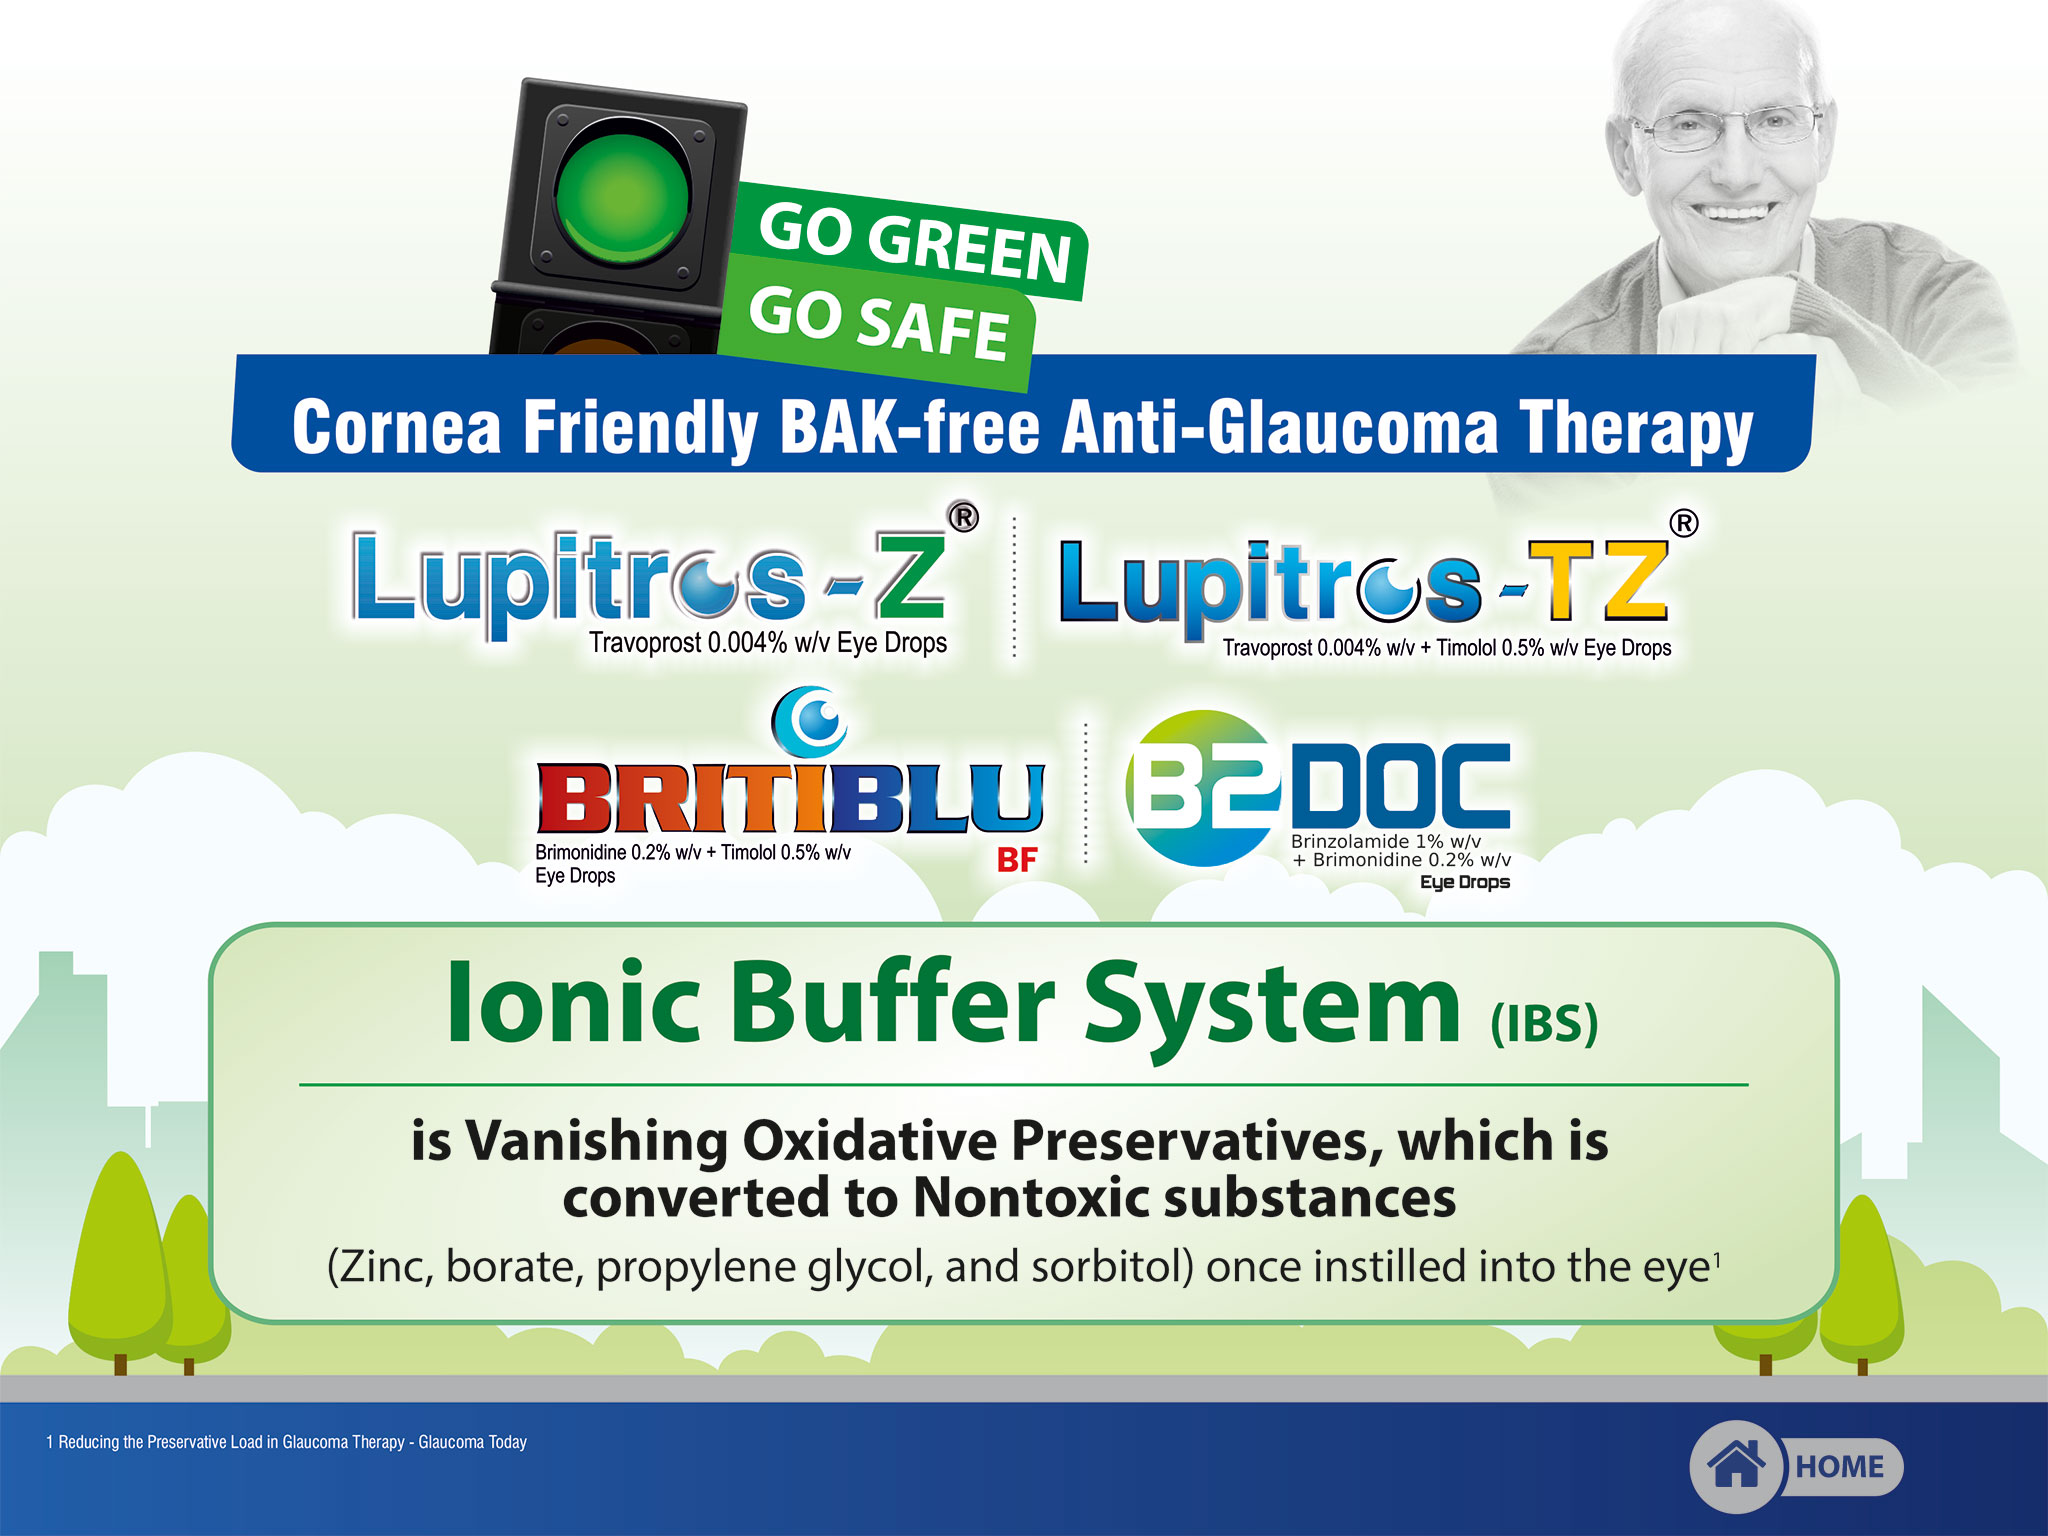 GO GREEN
GO SAFE
Cornea Friendly BAK-free Anti-Glaucoma Therapy
Lupitros-Z®
Travoprost 0.004% w/v Eye Drops
Lupitros-TZ®
Travoprost 0.004% w/v + Timolol 0.5% w/v Eye Drops
BRITIBLU
Brimonidine 0.2% w/v + Timolol 0.5% w/v
Eye Drops
BF
B2DOC
Brinzolamide 1% w/v
+ Brimonidine 0.2% w/v
Eye Drops
Ionic Buffer System (IBS)
is Vanishing Oxidative Preservatives, which is
converted to Nontoxic substances
(Zinc, borate, propylene glycol, and sorbitol) once instilled into the eye¹
1 Reducing the Preservative Load in Glaucoma Therapy - Glaucoma Today
HOME